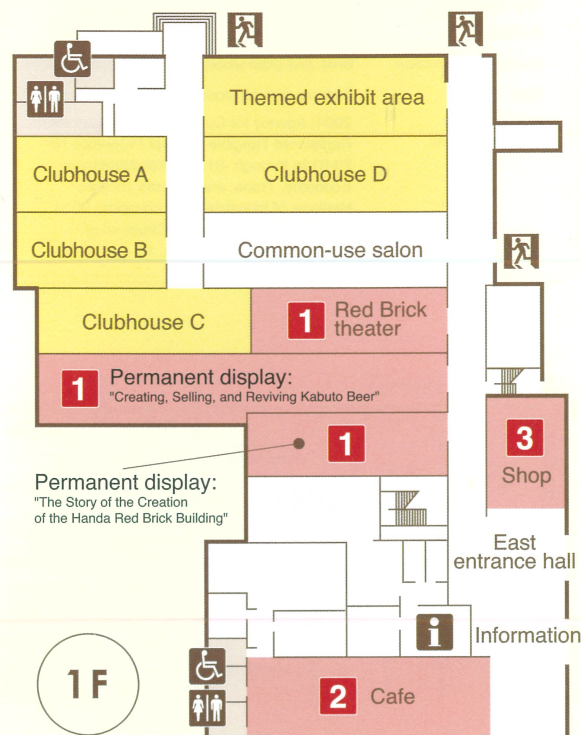 Themed exhibit area
Clubhouse A
Clubhouse D
Clubhouse B
Common-use salon
Clubhouse C
1
Red Brick
theater
1
Permanent display:
"Creating, Selling, and Reviving Kabuto Beer"
1
3
Shop
Permanent display:
"The Story of the Creation
of the Handa Red Brick Building"
East
entrance hall
i
Information
1F
2
Cafe